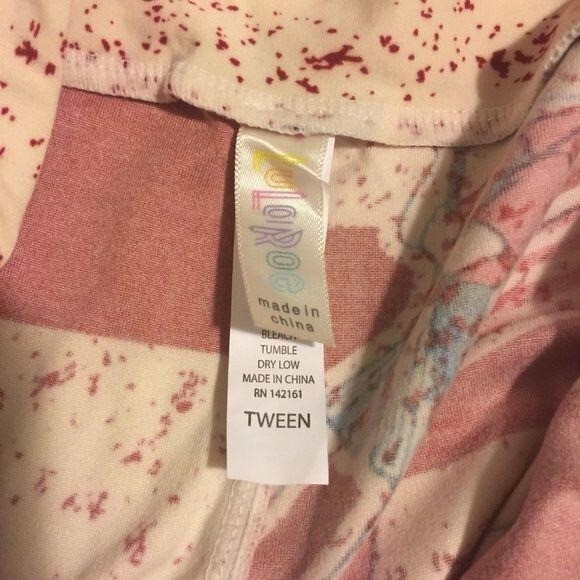 LuLaRoe
made in
china
BLEACH
TUMBLE
DRY LOW
MADE IN CHINA
RN 142161
TWEEN